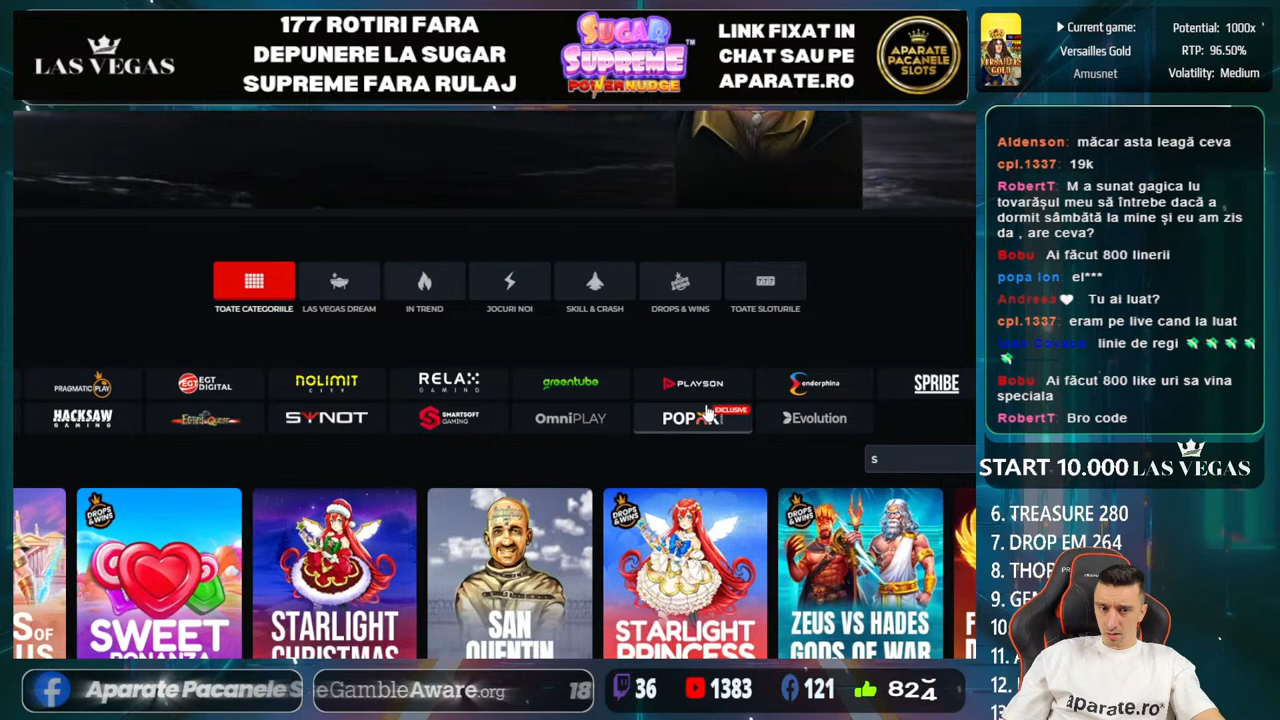 LAS VEGAS
177 ROTIRI FARA
DEPUNERE LA SUGAR
SUPREME FARA RULAJ
SUGAR
SUPREME
POWERNUDGE
LINK FIXAT IN
CHAT SAU PE
APARATE.RO
APARATE
PACANELE
SLOTS
Current game:
Versailles Gold
Amusnet
Potential: 1000x
RTP: 96.50%
Volatility: Medium
Aldenson: măcar asta leagă ceva
cpl.1337: 19k
RobertT: M a sunat gagica lu
tovarășul meu să întrebe dacă a
dormit sâmbătă la mine și eu am zis
da , are ceva?
Bobu: Ai făcut 800 linerii
popa Ion: el***
Andreea Tu ai luat?
cpl.1337: eram pe live cand la luat
linie de regi
Bobu: Ai făcut 800 like uri sa vina
speciala
RobertT: Bro code
TOATE CATEGORIILE
LAS VEGAS DREAM
IN TREND
JOCURI NOI
SKILL & CRASH
DROPS & WINS
TOATE SLOTURILE
PRAGMATIC PLAY
EGT DIGITAL
NOLIMIT CITY
RELAX GAMING
greentube
PLAYSON
endorphina
SPRIBE
HACKSAW GAMING
SYNOT
SMARTSOFT GAMING
OmniPLAY
EXCLUSIVE
Evolution
S
START 10.000 LAS VEGAS
6. TREASURE 280
7. DROP EM 264
8. THOR
9. GEM
10
11.
12.
13
DROPS & WINS
SWEET
BONANZA
STARLIGHT
CHRISTMAS
SAN
QUENTIN
DROPS & WINS
STARLIGHT
PRINCESS
DROPS & WINS
ZEUS VS HADES
GODS OF WAR
Aparate Pacanele S
eGambleAware.org
18
36
1383
121
aparate.ro